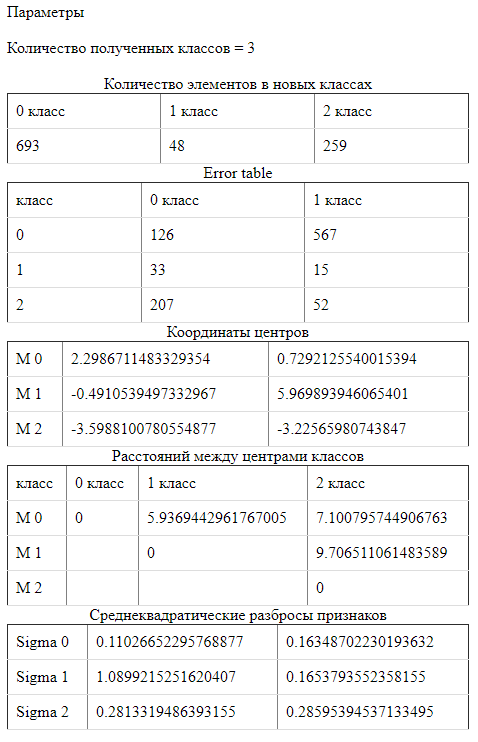 Параметры
Количество полученных классов = 3
Количество элементов в новых классах
0 класс 1 класс 2 класс
693 48 259
Error table
класс 0 класс 1 класс
0 126 567
1 33 15
2 207 52
Координаты центров
М 0 2.2986711483329354 0.7292125540015394
М 1 -0.4910539497332967 5.969893946065401
М 2 -3.5988100780554877 -3.22565980743847
Расстояний между центрами классов
класс 0 класс 1 класс 2 класс
М 0 0 5.9369442961767005 7.100795744906763
М 1 0 9.706511061483589
М 2 0
Среднеквадратические разбросы признаков
Sigma 0 0.11026652295768877 0.16348702230193632
Sigma 1 1.0899215251620407 0.1653793552358155
Sigma 2 0.2813319486393155 0.28595394537133495